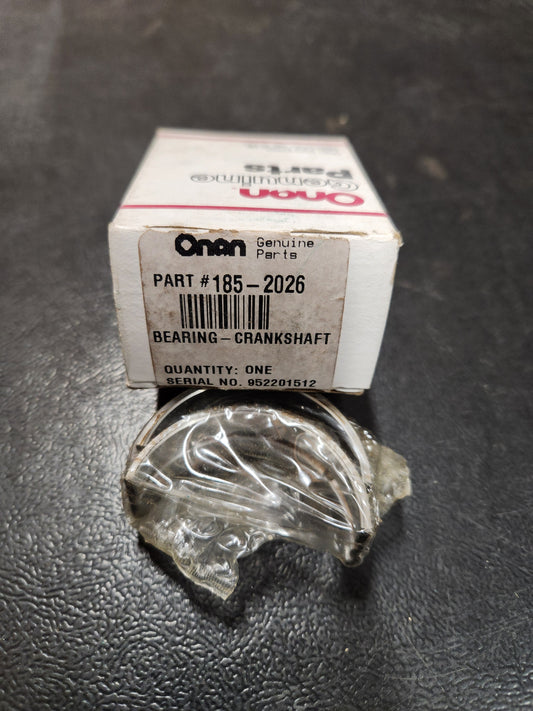 Onan
Genuine
Parts
Onan Genuine
Parts
PART # 185-2026
BEARING-CRANKSHAFT
QUANTITY: ONE
SERIAL NO. 952201512